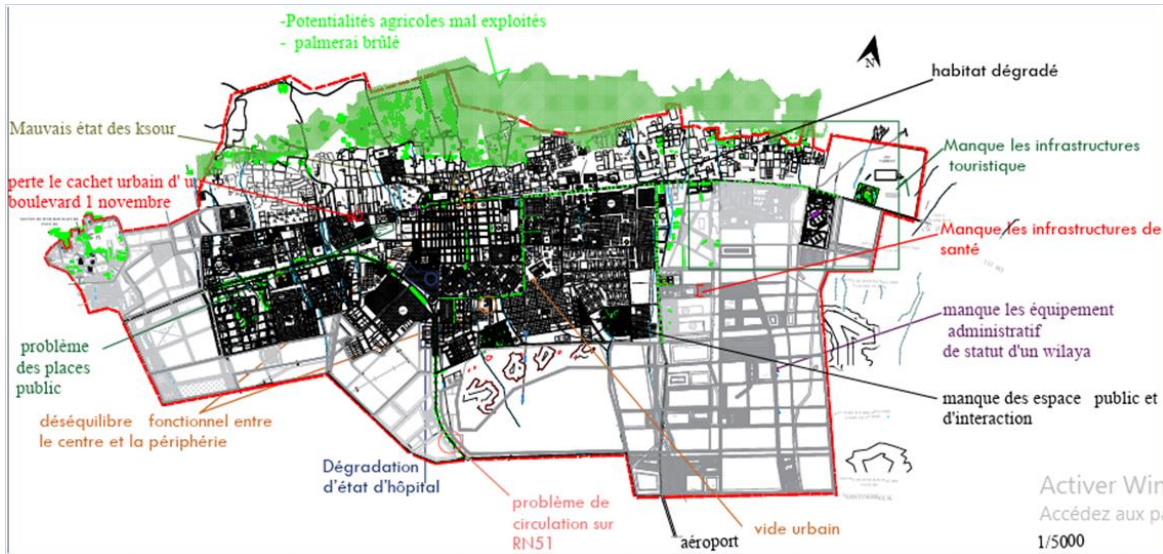 -Potentialités agricoles mal exploités
- palmerai brûlé
N
habitat dégradé
Mauvais état des ksour
Manque les infrastructures
touristique
perte le cachet urbain d' u
boulevard 1 novembre
Manque les infrastructures de
santé
manque les équipement
administratif
de statut d'un wilaya
problème
des places
public
manque des espace public et
d'interaction
déséquilibre fonctionnel entre
le centre et la périphérie
Dégradation
d'état d'hôpital
problème de
circulation sur
RN51
vide urbain
aéroport
Activer Win
Accédez aux pa
1/5000